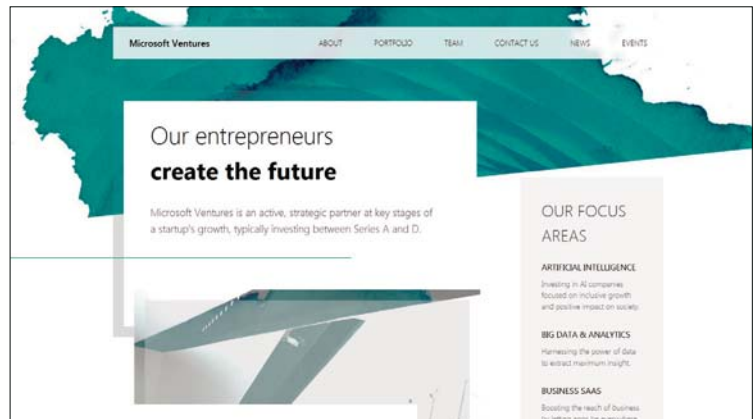 Microsoft Ventures
ABOUT PORTFOLIO TEAM CONTACT US NEWS EVENTS
Our entrepreneurs
create the future
Microsoft Ventures is an active, strategic partner at key stages of
a startup's growth, typically investing between Series A and D.
OUR FOCUS
AREAS
ARTIFICIAL INTELLIGENCE
Investing in AI companies
focused on inclusive growth
and positive impact on society.
BIG DATA & ANALYTICS
Harnessing the power of data
to extract maximum insight.
BUSINESS SAAS
Boosting the reach of business